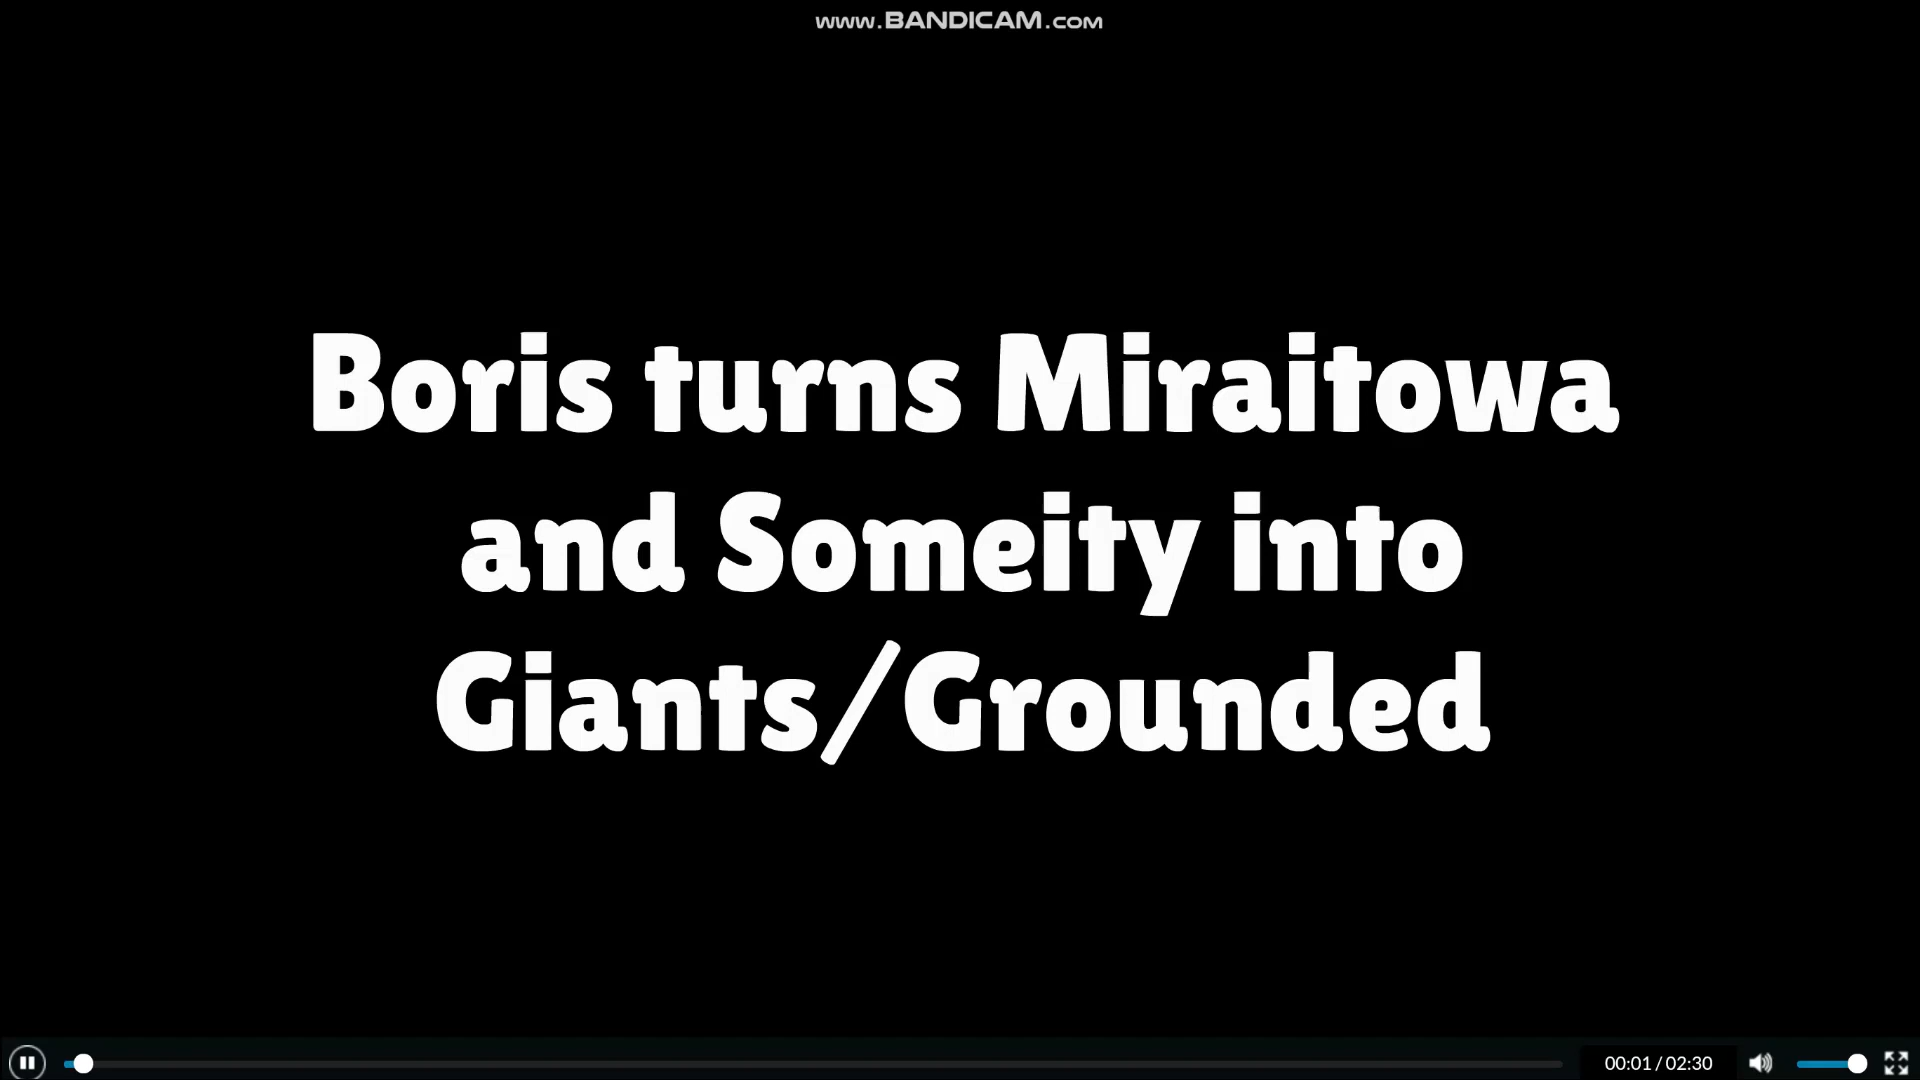 www.BANDICAM.com
Boris turns Miraitowa
and Someity into
Giants/Grounded
00:01 / 02:30